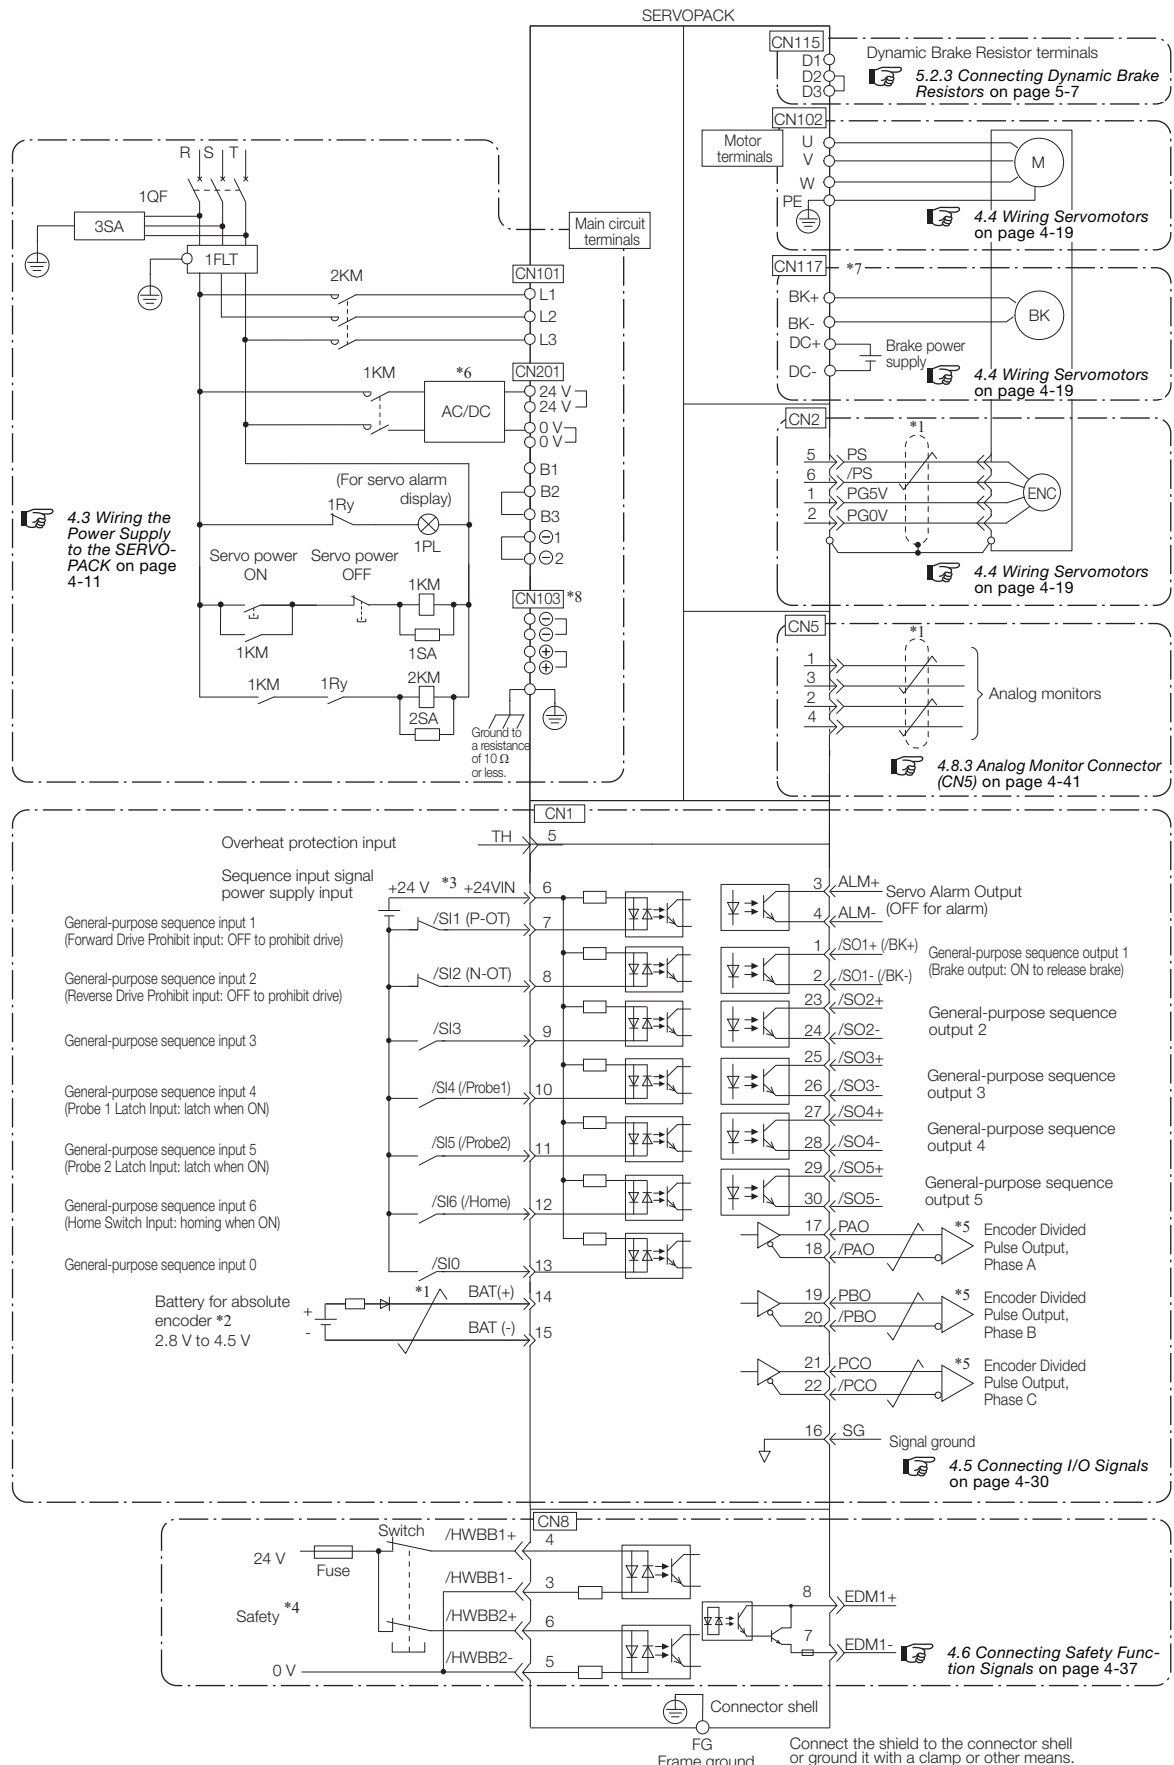 SERVOPACK
CN115
D1
D2
D3
Dynamic Brake Resistor terminals
5.2.3 Connecting Dynamic Brake
Resistors on page 5-7
CN102
Motor
terminals
U
V
W
PE
M
4.4 Wiring Servomotors
on page 4-19
R S T
1QF
3SA
1FLT
Main circuit
terminals
2KM
CN101
L1
L2
L3
CN117 *7
BK+
BK-
DC+
DC-
BK
Brake power
supply
4.4 Wiring Servomotors
on page 4-19
1KM
*6
AC/DC
CN201
24 V
24 V
0 V
0 V
B1
B2
B3
⊖1
⊖2
CN103 *8
⊖
⊖
⊕
⊕
(For servo alarm
display)
1Ry
1PL
4.3 Wiring the
Power Supply
to the SERVO-
PACK on page
4-11
Servo power
ON
Servo power
OFF
1KM
1KM
1SA
1KM
1Ry
2KM
2SA
Ground to
a resistance
of 10 Ω
or less.
CN2
*1
5 PS
6 /PS
1 PG5V
2 PG0V
ENC
4.4 Wiring Servomotors
on page 4-19
CN5
*1
1
3
2
4
Analog monitors
4.8.3 Analog Monitor Connector
(CN5) on page 4-41
CN1
Overheat protection input
TH 5
Sequence input signal
power supply input
+24 V *3 +24VIN 6
General-purpose sequence input 1
(Forward Drive Prohibit input: OFF to prohibit drive)
/SI1 (P-OT) 7
General-purpose sequence input 2
(Reverse Drive Prohibit input: OFF to prohibit drive)
/SI2 (N-OT) 8
General-purpose sequence input 3
/SI3 9
General-purpose sequence input 4
(Probe 1 Latch Input: latch when ON)
/SI4 (/Probe1) 10
General-purpose sequence input 5
(Probe 2 Latch Input: latch when ON)
/SI5 (/Probe2) 11
General-purpose sequence input 6
(Home Switch Input: homing when ON)
/SI6 (/Home) 12
General-purpose sequence input 0
/SI0 13
Battery for absolute
encoder *2
2.8 V to 4.5 V
+
-
*1
BAT(+) 14
BAT (-) 15
3 ALM+
4 ALM-
Servo Alarm Output
(OFF for alarm)
1 /SO1+ (/BK+)
2 /SO1- (/BK-)
General-purpose sequence output 1
(Brake output: ON to release brake)
23 /SO2+
24 /SO2-
General-purpose sequence
output 2
25 /SO3+
26 /SO3-
General-purpose sequence
output 3
27 /SO4+
28 /SO4-
General-purpose sequence
output 4
29 /SO5+
30 /SO5-
General-purpose sequence
output 5
17 PAO
18 /PAO
*5
Encoder Divided
Pulse Output,
Phase A
19 PBO
20 /PBO
*5
Encoder Divided
Pulse Output,
Phase B
21 PCO
22 /PCO
*5
Encoder Divided
Pulse Output,
Phase C
16 SG
Signal ground
4.5 Connecting I/O Signals
on page 4-30
CN8
Switch
24 V
Fuse
Safety *4
0 V
/HWBB1+ 4
/HWBB1- 3
/HWBB2+ 6
/HWBB2- 5
8 EDM1+
7 EDM1-
4.6 Connecting Safety Func-
tion Signals on page 4-37
Connector shell
FG
Frame ground
Connect the shield to the connector shell
or ground it with a clamp or other means.